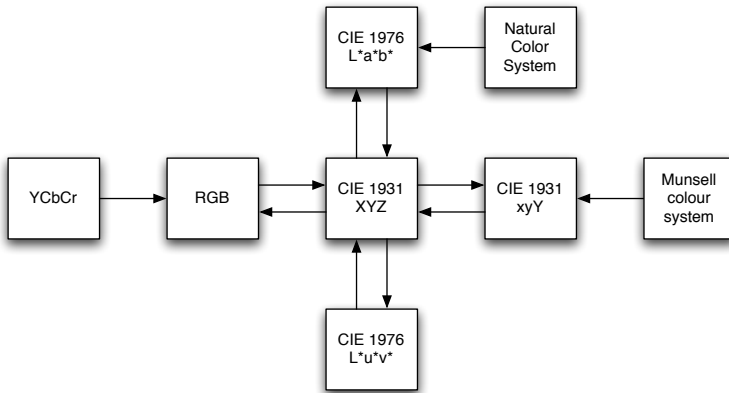 CIE 1976
L*a*b*
Natural
Color
System
YCbCr
RGB
CIE 1931
XYZ
CIE 1931
xyY
Munsell
colour
system
CIE 1976
L*u*v*